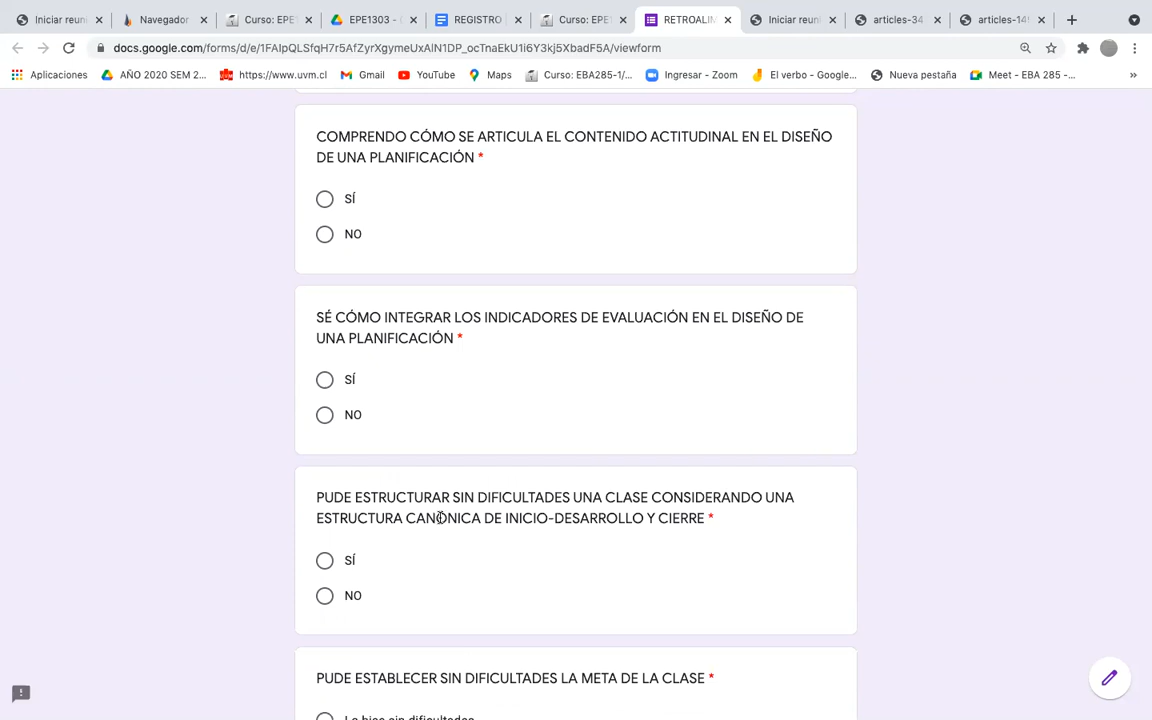 Iniciar reuni
Navegador
Curso: EPE1
EPE1303 - (
REGISTRO
Curso: EPE
RETROALIM
Iniciar reuni
articles-34
articles-14
docs.google.com/forms/d/e/1FAIpQLSfqH7r5AfZyrXgymeUxAlN1DP_ocTnaEkU1i6Y3kj5XbadF5A/viewform
Aplicaciones
AÑO 2020 SEM 2...
https://www.uvm.cl
Gmail
YouTube
Maps
Curso: EBA285-1/...
Ingresar - Zoom
El verbo - Google...
Nueva pestaña
Meet - EBA 285 -...
»
COMPRENDO CÓMO SE ARTICULA EL CONTENIDO ACTITUDINAL EN EL DISEÑO
DE UNA PLANIFICACIÓN *
SÍ
NO
SÉ CÓMO INTEGRAR LOS INDICADORES DE EVALUACIÓN EN EL DISEÑO DE
UNA PLANIFICACIÓN *
SÍ
NO
PUDE ESTRUCTURAR SIN DIFICULTADES UNA CLASE CONSIDERANDO UNA
ESTRUCTURA CANÓNICA DE INICIO-DESARROLLO Y CIERRE *
SÍ
NO
PUDE ESTABLECER SIN DIFICULTADES LA META DE LA CLASE *
Lo hice sin dificultades